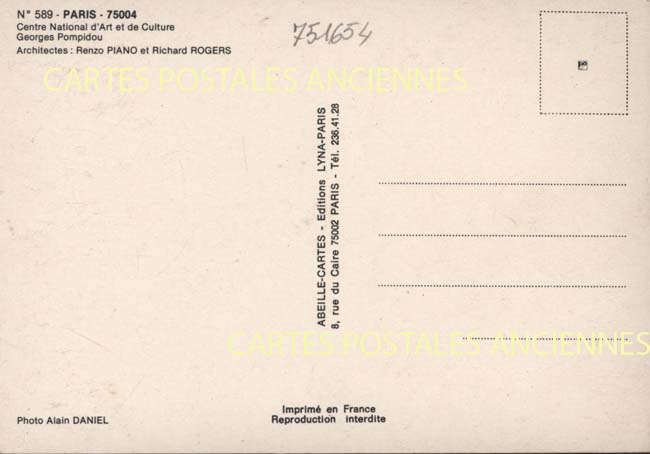 N° 589 - PARIS - 75004
Centre National d'Art et de Culture
Georges Pompidou
Architectes : Renzo PIANO et Richard ROGERS
751654
CARTES POSTALES ANCIENNES
ABEILLE-CARTES - Editions LYNA-PARIS
8, rue du Caire 75002 PARIS - Tél. 236.41.28
CARTES POSTALES ANCIENNES
Photo Alain DANIEL
Imprimé en France
Reproduction interdite